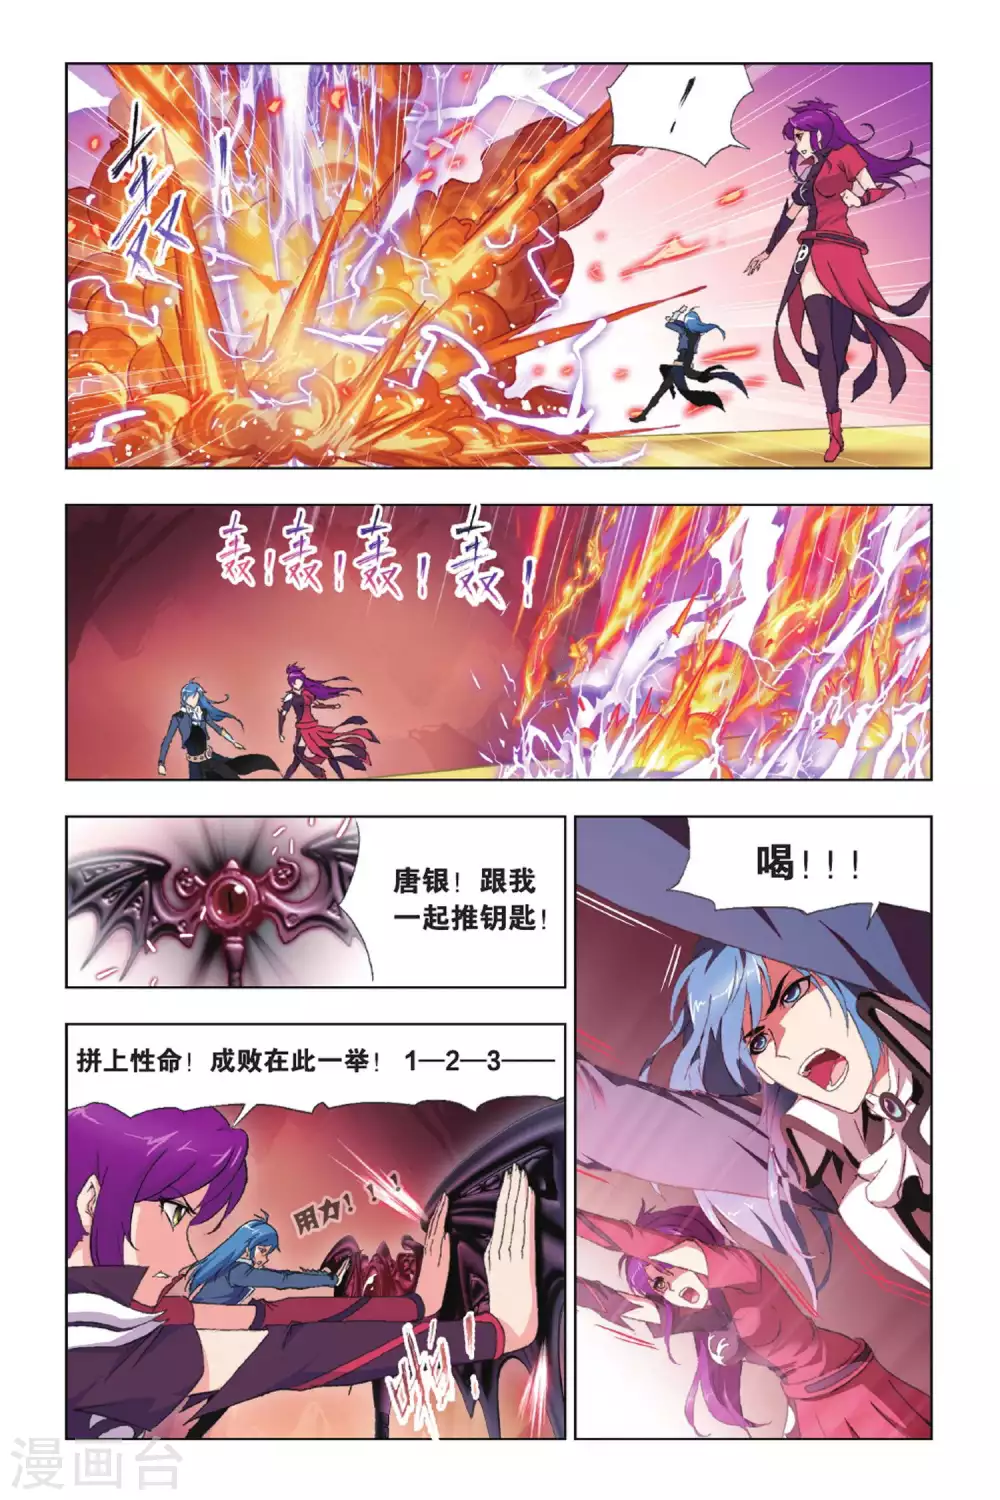 轰!
!
轰!轰!轰!轰!
唐银！跟我
一起推钥匙！
喝！！！
拼上性命！成败在此一举！ 1—2—3——
用力！！！
啪!
漫画台